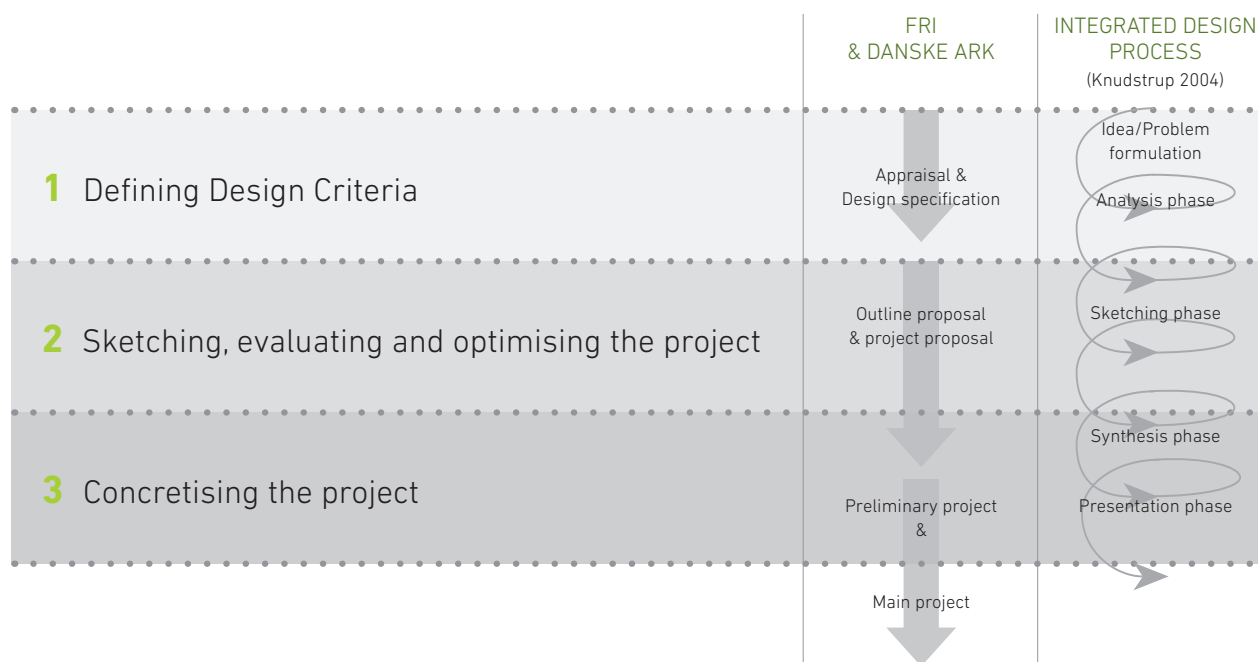 FRI
& DANSKE ARK
INTEGRATED DESIGN
PROCESS
(Knudstrup 2004)
1 Defining Design Criteria
Appraisal &
Design specification
Idea/Problem
formulation
Analysis phase
2 Sketching, evaluating and optimising the project
Outline proposal
& project proposal
Sketching phase
3 Concretising the project
Preliminary project
&
Main project
Synthesis phase
Presentation phase